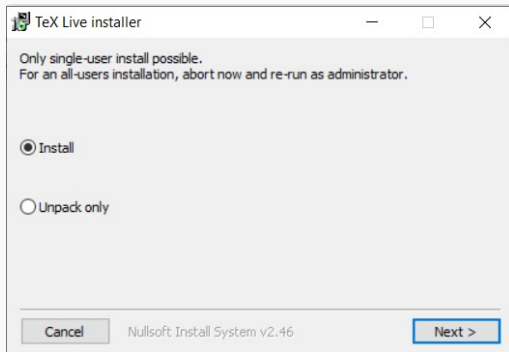 TeX Live installer
Only single-user install possible.
For an all-users installation, abort now and re-run as administrator.
Install
Unpack only
Cancel
Nullsoft Install System v2.46
Next >